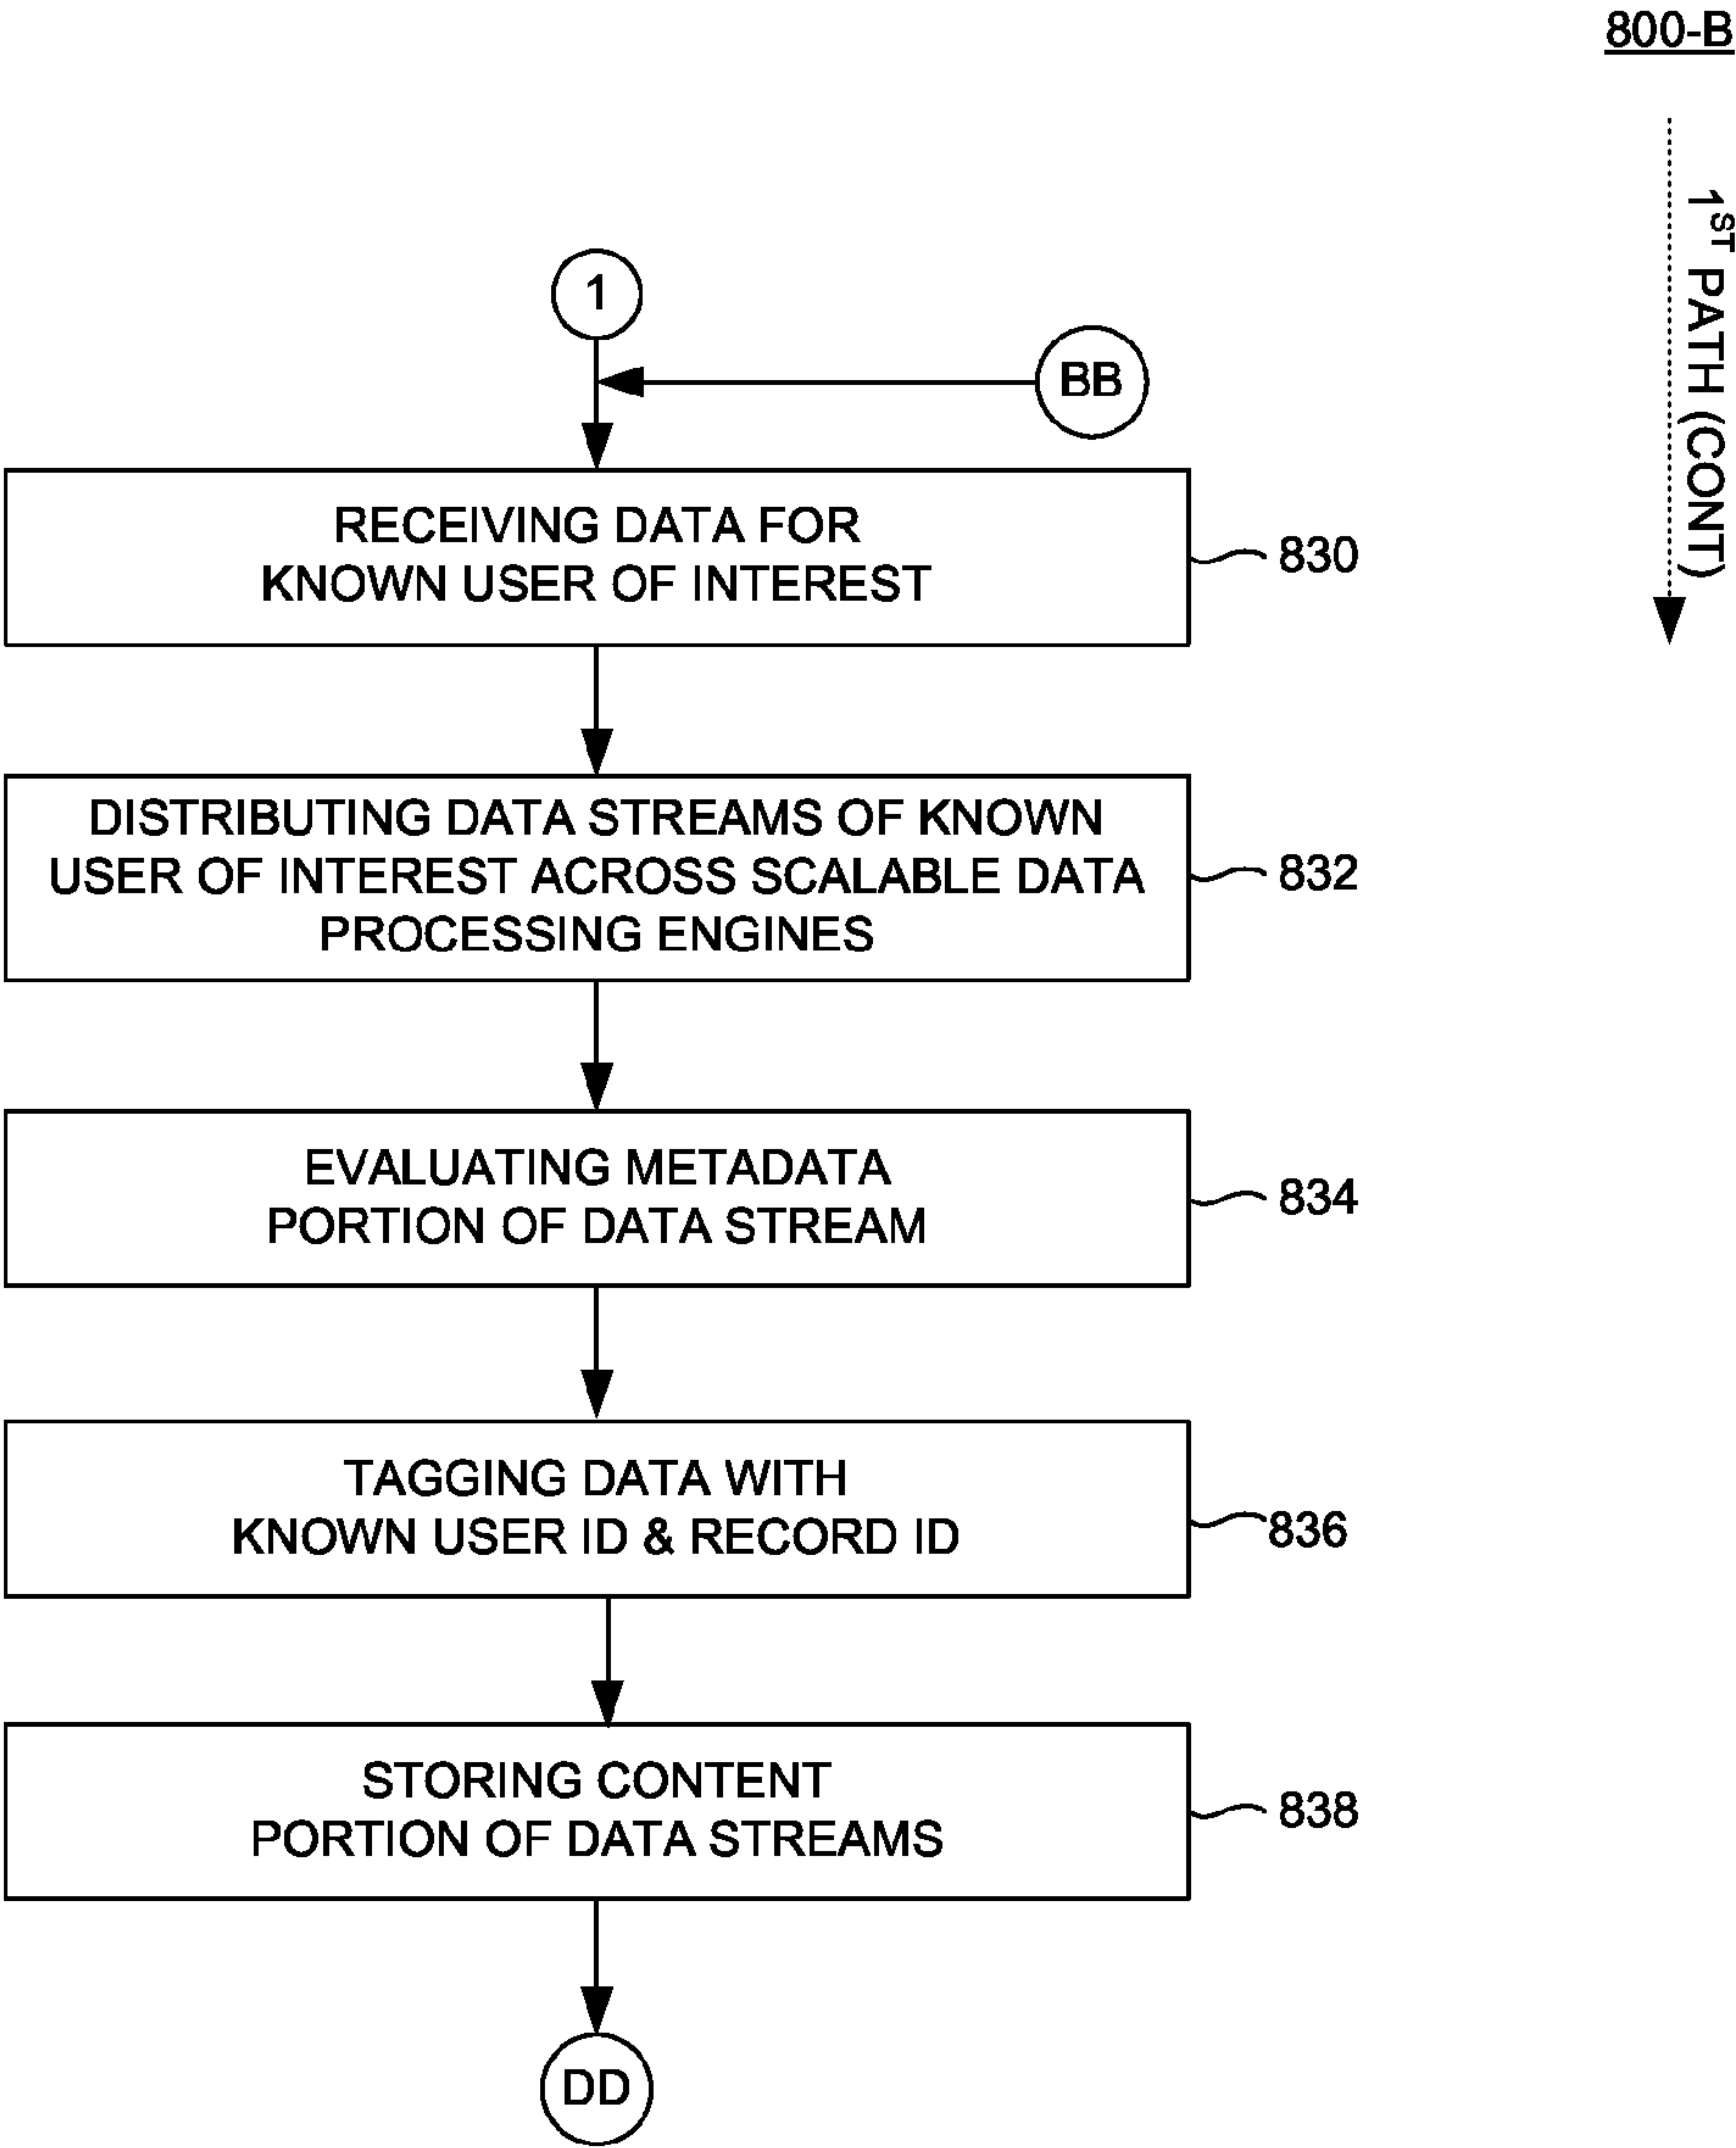 800-B
1ST PATH (CONT)
1
BB
RECEIVING DATA FOR
KNOWN USER OF INTEREST
830
DISTRIBUTING DATA STREAMS OF KNOWN
USER OF INTEREST ACROSS SCALABLE DATA
PROCESSING ENGINES
832
EVALUATING METADATA
PORTION OF DATA STREAM
834
TAGGING DATA WITH
KNOWN USER ID & RECORD ID
836
STORING CONTENT
PORTION OF DATA STREAMS
838
DD